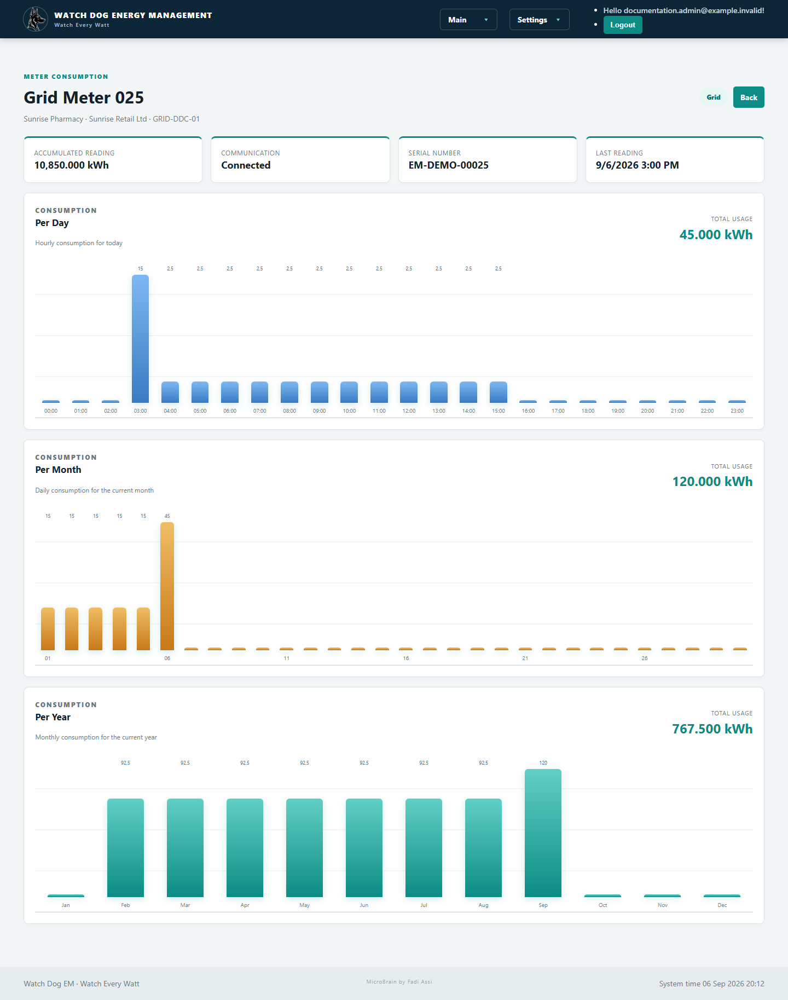 WATCH DOG ENERGY MANAGEMENT
Watch Every Watt
Main
Settings
Hello documentation.admin@example.invalid!
Logout
METER CONSUMPTION
Grid Meter 025
Grid
Back
Sunrise Pharmacy · Sunrise Retail Ltd · GRID-DDC-01
ACCUMULATED READING
10,850.000 kWh
COMMUNICATION
Connected
SERIAL NUMBER
EM-DEMO-00025
LAST READING
9/6/2026 3:00 PM
CONSUMPTION
Per Day
Hourly consumption for today
TOTAL USAGE
45.000 kWh
15 2.5 2.5 2.5 2.5 2.5 2.5 2.5 2.5 2.5 2.5 2.5 2.5
00:00 01:00 02:00 03:00 04:00 05:00 06:00 07:00 08:00 09:00 10:00 11:00 12:00 13:00 14:00 15:00 16:00 17:00 18:00 19:00 20:00 21:00 22:00 23:00
CONSUMPTION
Per Month
Daily consumption for the current month
TOTAL USAGE
120.000 kWh
15 15 15 15 15 45
01 06 11 16 21 26
CONSUMPTION
Per Year
Monthly consumption for the current year
TOTAL USAGE
767.500 kWh
92.5 92.5 92.5 92.5 92.5 92.5 92.5 120
Jan Feb Mar Apr May Jun Jul Aug Sep Oct Nov Dec
Watch Dog EM · Watch Every Watt
MicroBrain by Fadi Assi
System time 06 Sep 2026 20:12